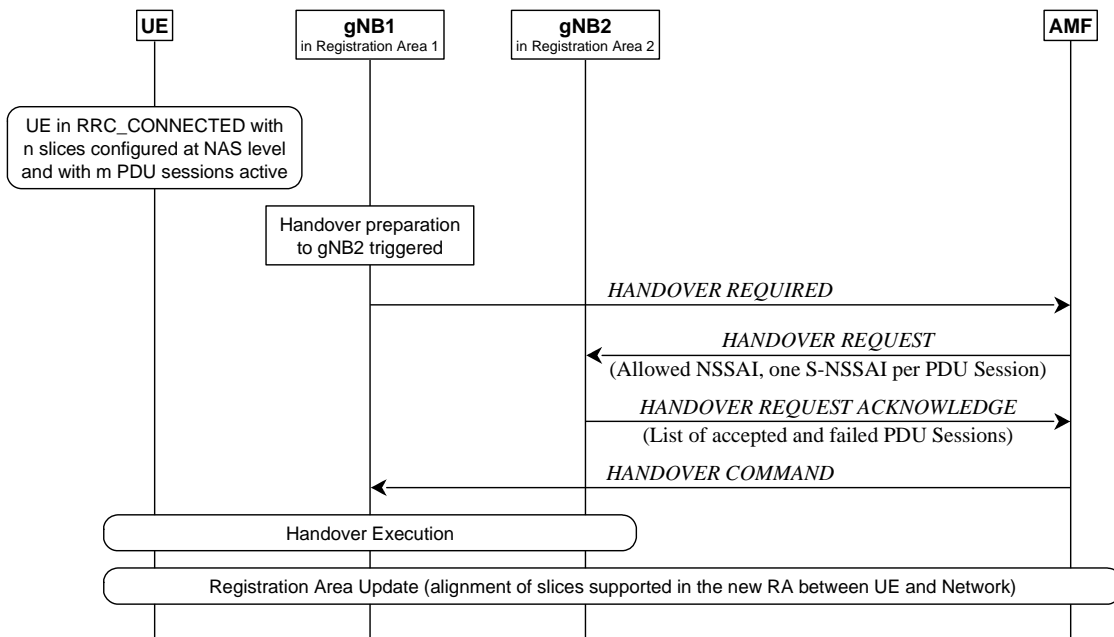 UE
gNB1
in Registration Area 1
gNB2
in Registration Area 2
AMF
UE in RRC_CONNECTED with
n slices configured at NAS level
and with m PDU sessions active
Handover preparation
to gNB2 triggered
HANDOVER REQUIRED
HANDOVER REQUEST
(Allowed NSSAI, one S-NSSAI per PDU Session)
HANDOVER REQUEST ACKNOWLEDGE
(List of accepted and failed PDU Sessions)
HANDOVER COMMAND
Handover Execution
Registration Area Update (alignment of slices supported in the new RA between UE and Network)